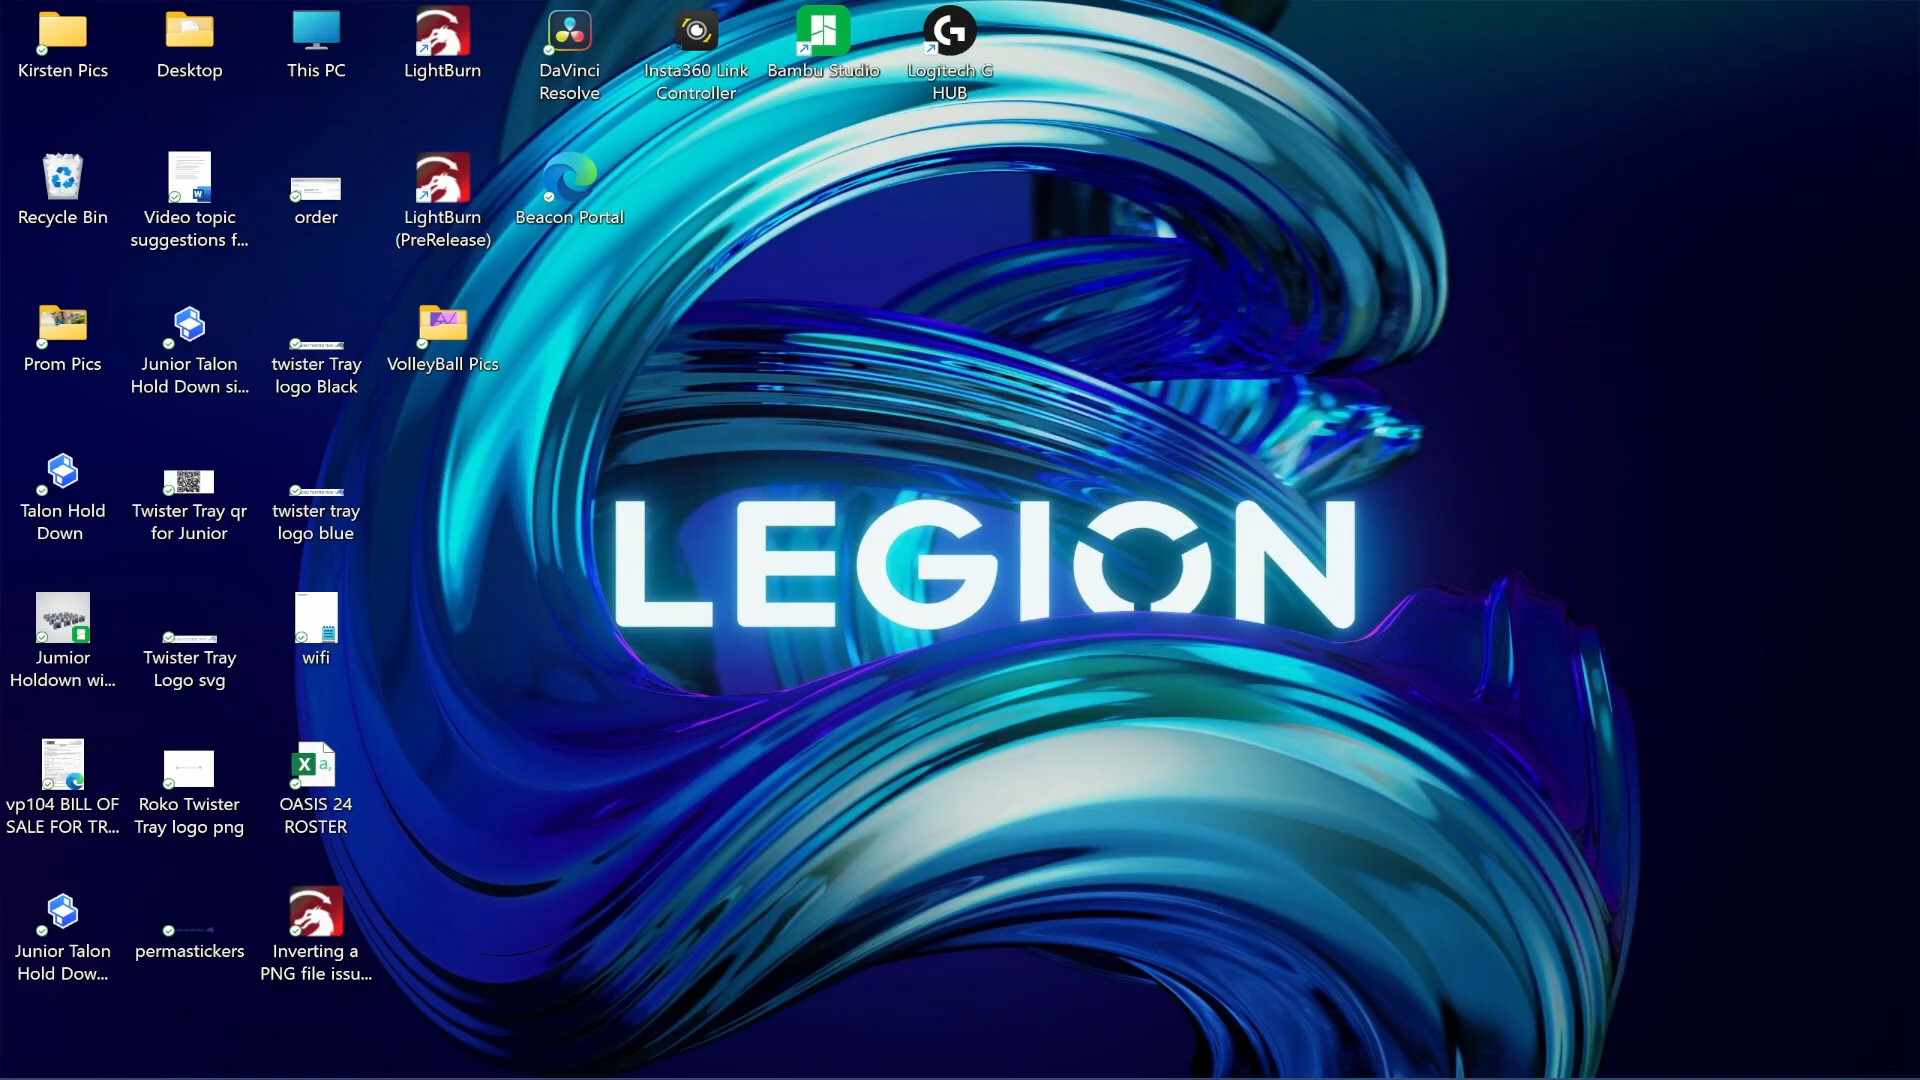 Kirsten Pics
Desktop
This PC
LightBurn
DaVinci
Resolve
Insta360 Link
Controller
Bambu Studio
Logitech G
HUB
Recycle Bin
Video topic
suggestions f...
order
LightBurn
(PreRelease)
Beacon Portal
Prom Pics
Junior Talon
Hold Down si...
twister Tray
logo Black
VolleyBall Pics
Talon Hold
Down
Twister Tray qr
for Junior
twister tray
logo blue
LEGION
Jumior
Holdown wi...
Twister Tray
Logo svg
wifi
vp104 BILL OF
SALE FOR TR...
Roko Twister
Tray logo png
OASIS 24
ROSTER
Junior Talon
Hold Dow...
permastickers
Inverting a
PNG file issu...